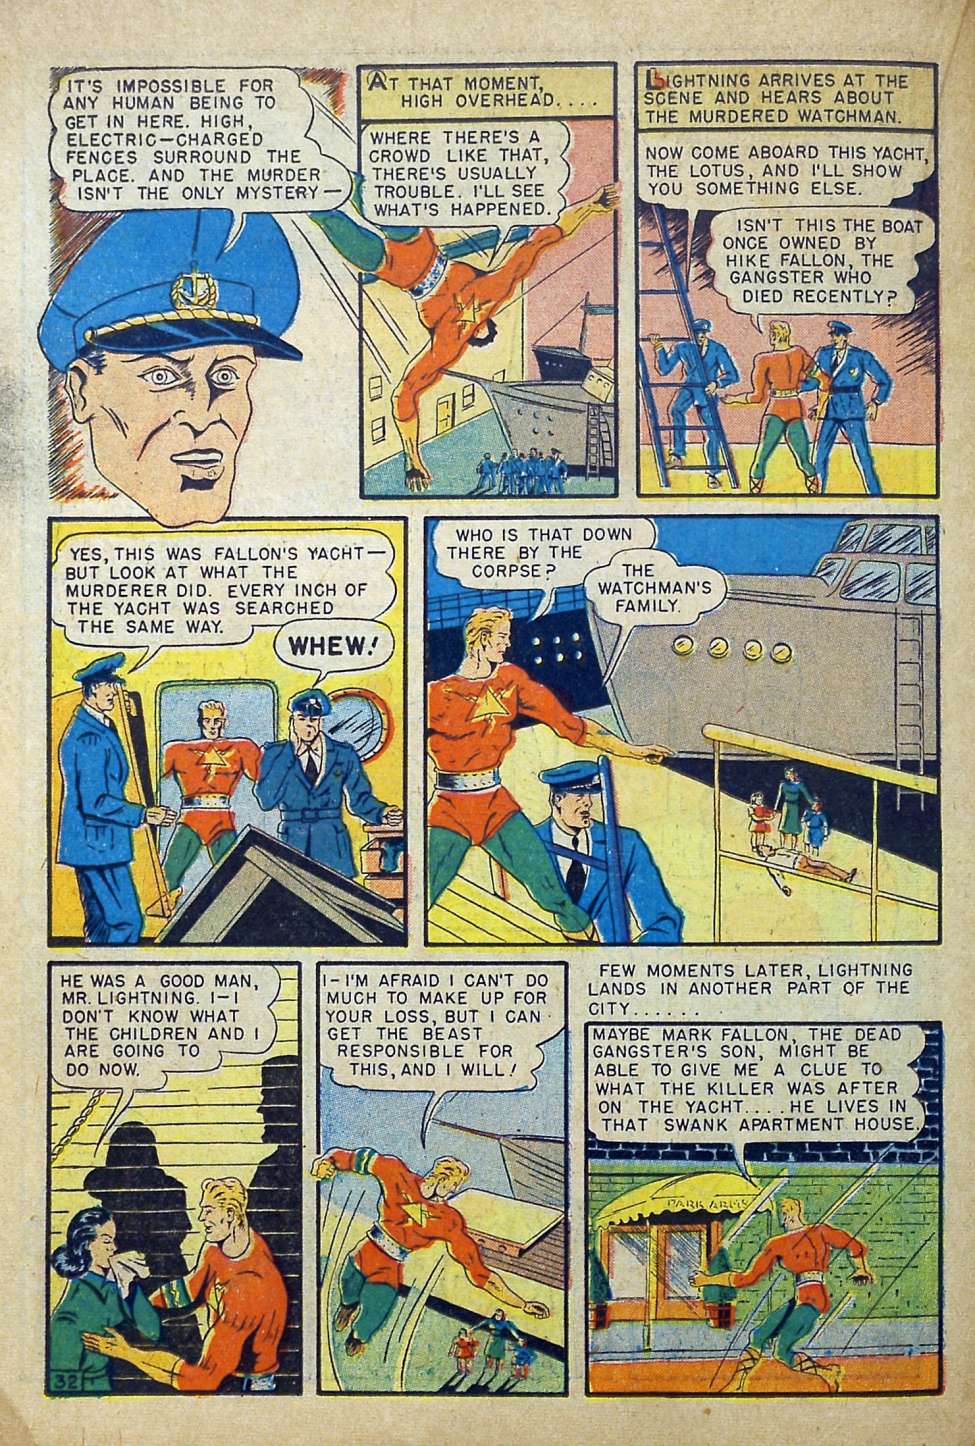 IT'S IMPOSSIBLE FOR
ANY HUMAN BEING TO
GET IN HERE. HIGH,
ELECTRIC-CHARGED
FENCES SURROUND THE
PLACE. AND THE MURDER
ISN'T THE ONLY MYSTERY—
AT THAT MOMENT,
HIGH OVERHEAD....
WHERE THERE'S A
CROWD LIKE THAT,
THERE'S USUALLY
TROUBLE. I'LL SEE
WHAT'S HAPPENED.
LIGHTNING ARRIVES AT THE
SCENE AND HEARS ABOUT
THE MURDERED WATCHMAN.
NOW COME ABOARD THIS YACHT,
THE LOTUS, AND I'LL SHOW
YOU SOMETHING ELSE.
ISN'T THIS THE BOAT
ONCE OWNED BY
HIKE FALLON, THE
GANGSTER WHO
DIED RECENTLY?
YES, THIS WAS FALLON'S YACHT—
BUT LOOK AT WHAT THE
MURDERER DID. EVERY INCH OF
THE YACHT WAS SEARCHED
THE SAME WAY.
WHEW!
WHO IS THAT DOWN
THERE BY THE
CORPSE?
THE
WATCHMAN'S
FAMILY.
HE WAS A GOOD MAN,
MR. LIGHTNING. I-I
DON'T KNOW WHAT
THE CHILDREN AND I
ARE GOING TO
DO NOW.
32
I-I'M AFRAID I CAN'T DO
MUCH TO MAKE UP FOR
YOUR LOSS, BUT I CAN
GET THE BEAST
RESPONSIBLE FOR
THIS, AND I WILL!
FEW MOMENTS LATER, LIGHTNING
LANDS IN ANOTHER PART OF THE
CITY......
MAYBE MARK FALLON, THE DEAD
GANGSTER'S SON, MIGHT BE
ABLE TO GIVE ME A CLUE TO
WHAT THE KILLER WAS AFTER
ON THE YACHT.... HE LIVES IN
THAT SWANK APARTMENT HOUSE.
PARK ARMS